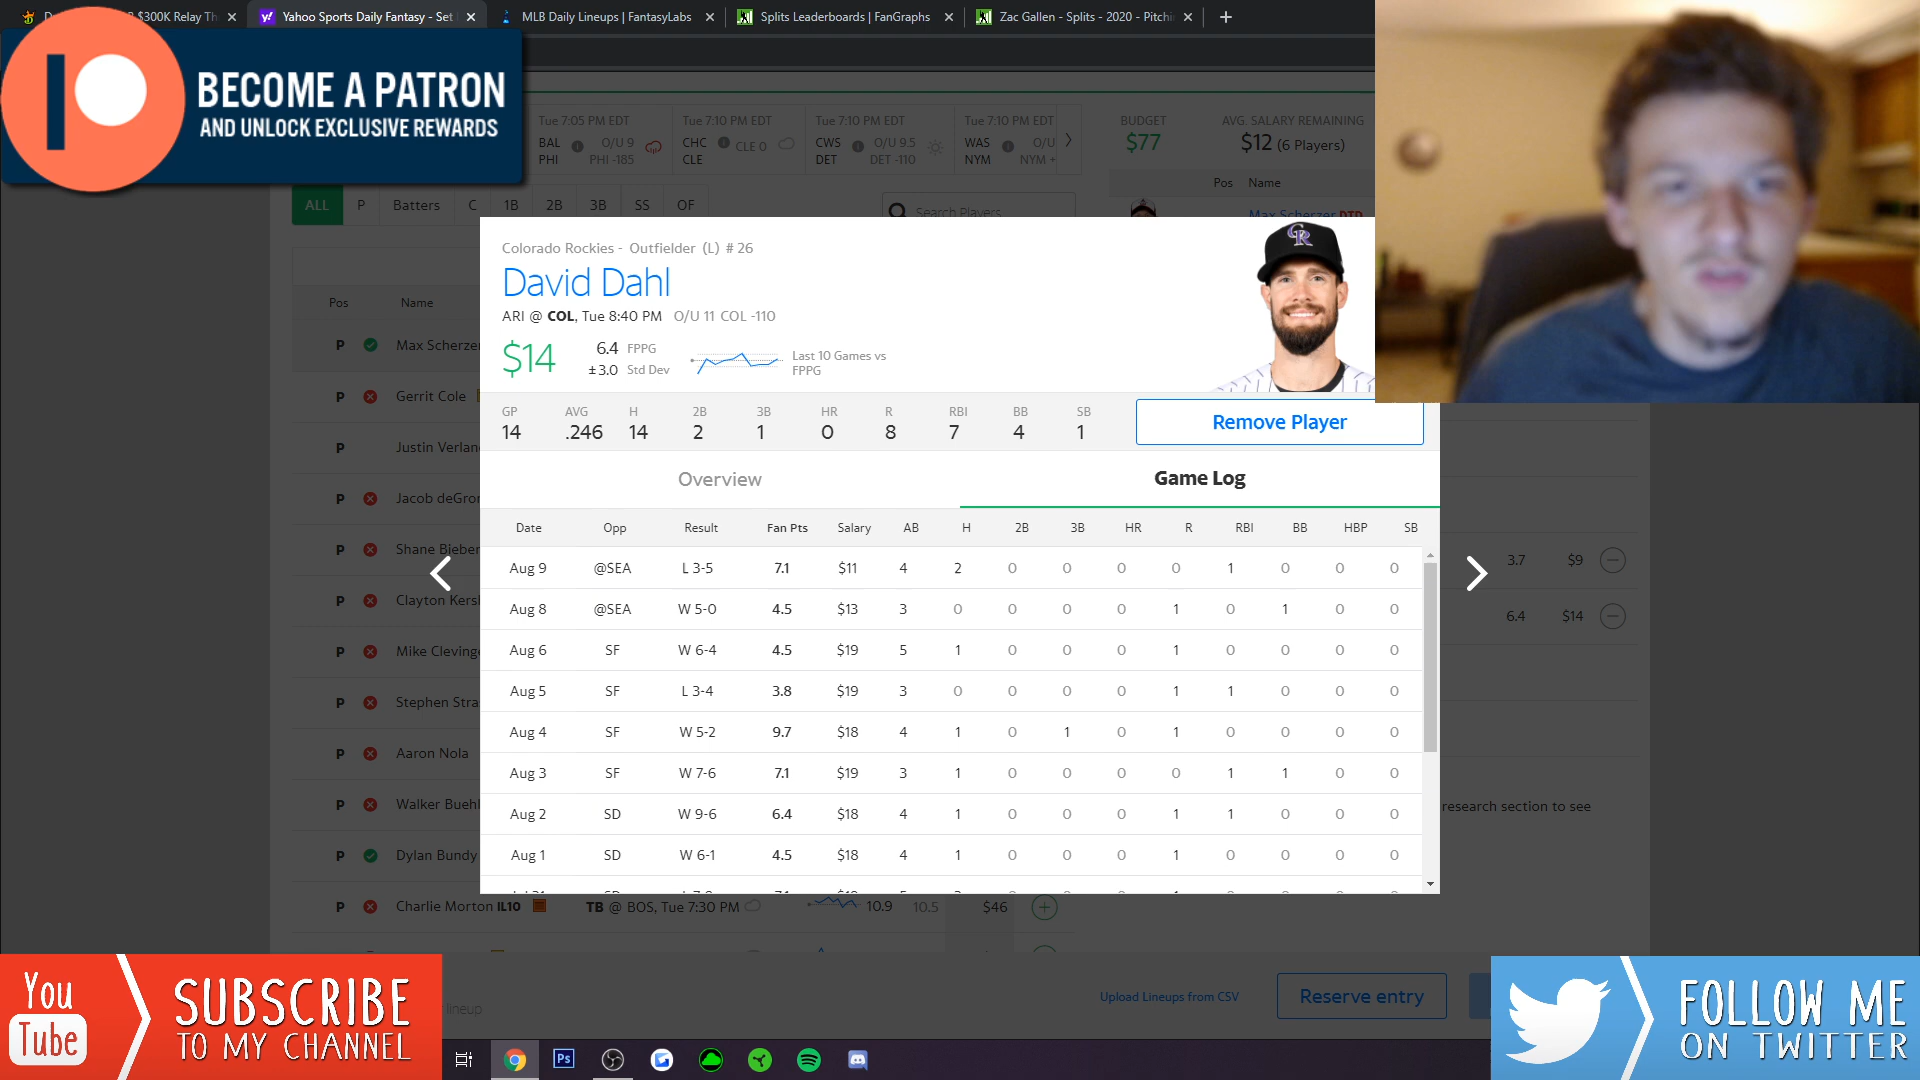 $300K Relay Th
Yahoo Sports Daily Fantasy - Set
MLB Daily Lineups | FantasyLabs
Splits Leaderboards | FanGraphs
Zac Gallen - Splits - 2020 - Pitchi
BECOME A PATRON
AND UNLOCK EXCLUSIVE REWARDS
Tue 7:05 PM EDT
BAL O/U 9
PHI PHI -185
Tue 7:10 PM EDT
CHC CLE 0
CLE
Tue 7:10 PM EDT
CWS O/U 9.5
DET DET -110
Tue 7:10 PM EDT
WAS O/U
NYM NYM +
BUDGET
$77
AVG. SALARY REMAINING
$12 (6 Players)
Pos Name
Max Scherzer DTD
ALL P Batters C 1B 2B 3B SS OF
Search Players
Pos Name
P Max Scherze
P Gerrit Cole
P Justin Verlan
P Jacob deGro
P Shane Bieber
P Clayton Kers
P Mike Cleving
P Stephen Stra
P Aaron Nola
P Walker Buehl
P Dylan Bundy
P Charlie Morton IL10 TB @ BOS, Tue 7:30 PM 10.9 10.5 $46
Colorado Rockies - Outfielder (L) # 26
David Dahl
ARI @ COL, Tue 8:40 PM O/U 11 COL -110
$14
6.4 FPPG
±3.0 Std Dev
Last 10 Games vs
FPPG
GP AVG H 2B 3B HR R RBI BB SB
14 .246 14 2 1 0 8 7 4 1
Remove Player
Overview
Game Log
Date Opp Result Fan Pts Salary AB H 2B 3B HR R RBI BB HBP SB
Aug 9 @SEA L 3-5 7.1 $11 4 2 0 0 0 0 1 0 0 0
Aug 8 @SEA W 5-0 4.5 $13 3 0 0 0 0 1 0 1 0 0
Aug 6 SF W 6-4 4.5 $19 5 1 0 0 0 1 0 0 0 0
Aug 5 SF L 3-4 3.8 $19 3 0 0 0 0 1 1 0 0 0
Aug 4 SF W 5-2 9.7 $18 4 1 0 1 0 1 0 0 0 0
Aug 3 SF W 7-6 7.1 $19 3 1 0 0 0 0 1 1 0 0
Aug 2 SD W 9-6 6.4 $18 4 1 0 0 0 1 1 0 0 0
Aug 1 SD W 6-1 4.5 $18 4 1 0 0 0 1 0 0 0 0
3.7 $9
6.4 $14
research section to see
lineup
Upload Lineups from CSV
Reserve entry
You
Tube
SUBSCRIBE
TO MY CHANNEL
FOLLOW ME
ON TWITTER
Ps